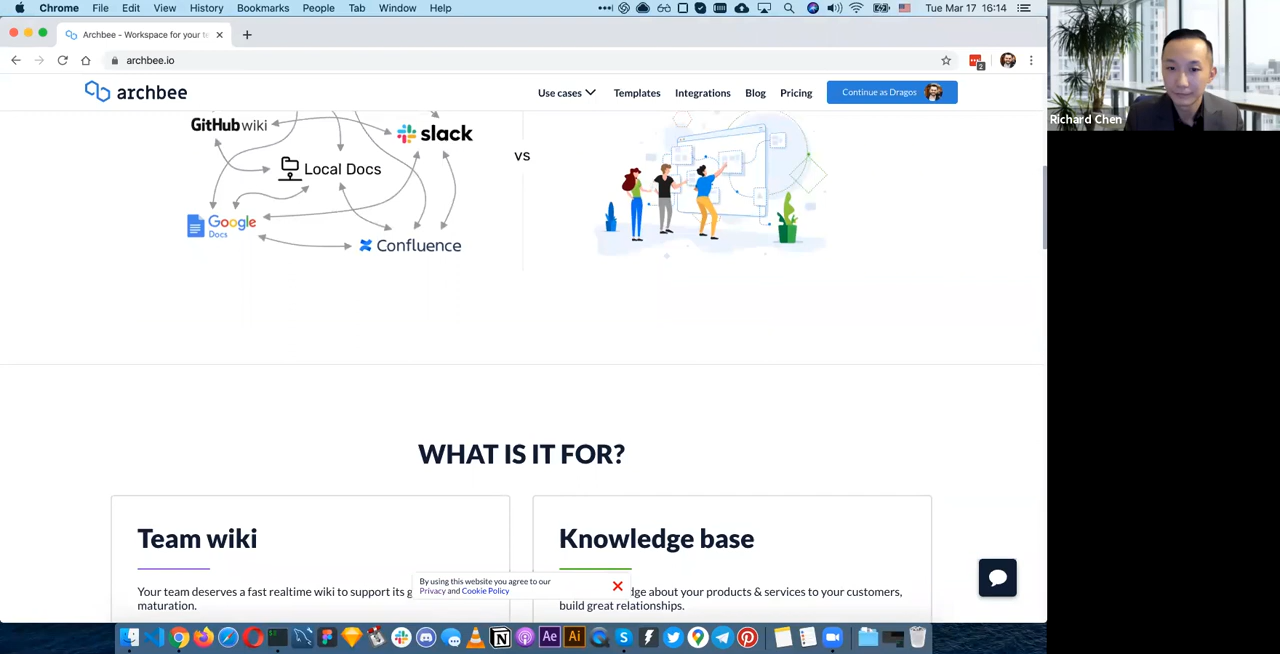 Chrome File Edit View History Bookmarks People Tab Window Help Tue Mar 17 16:14
Archbee - Workspace for your te
archbee.io
2
archbee
Use cases Templates Integrations Blog Pricing Continue as Dragos
Richard Chen
GitHub wiki
slack
vs
Local Docs
Google Docs
Confluence
WHAT IS IT FOR?
Team wiki
Knowledge base
By using this website you agree to our
Privacy and Cookie Policy
Your team deserves a fast realtime wiki to support its g
maturation.
dge about your products & services to your customers,
build great relationships.
Ae Ai